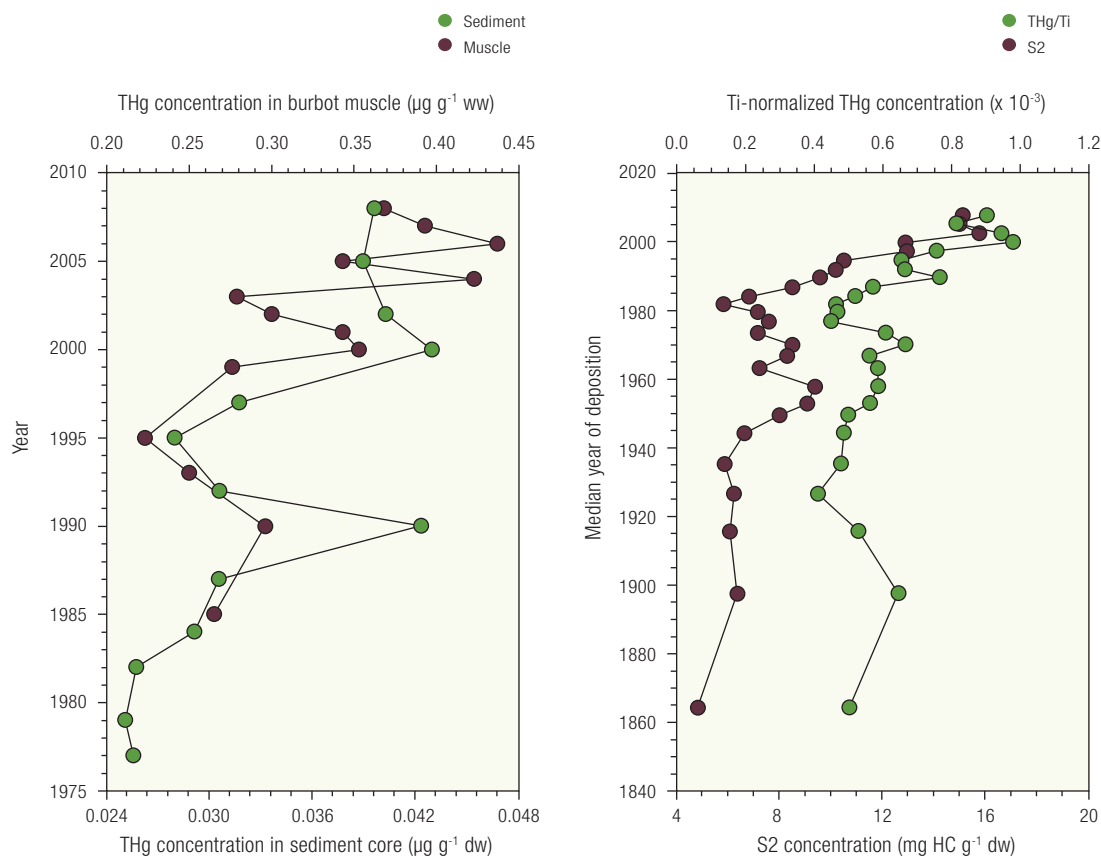 Sediment
Muscle
THg concentration in burbot muscle (µg g-1 ww)
0.20 0.25 0.30 0.35 0.40 0.45
Year
2010
2005
2000
1995
1990
1985
1980
1975
0.024 0.030 0.036 0.042 0.048
THg concentration in sediment core (µg g-1 dw)
THg/Ti
S2
Ti-normalized THg concentration (x 10-3)
0.0 0.2 0.4 0.6 0.8 1.0 1.2
Median year of deposition
2020
2000
1980
1960
1940
1920
1900
1880
1860
1840
4 8 12 16 20
S2 concentration (mg HC g-1 dw)